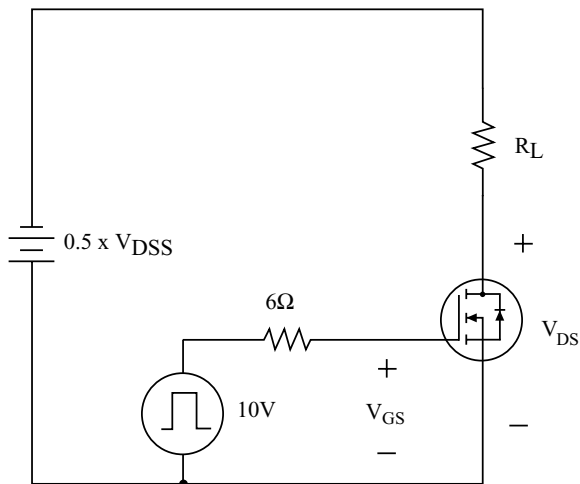 R_L
+
0.5 x V_DSS
6Ω
V_DS
+
10V
V_GS
−
−